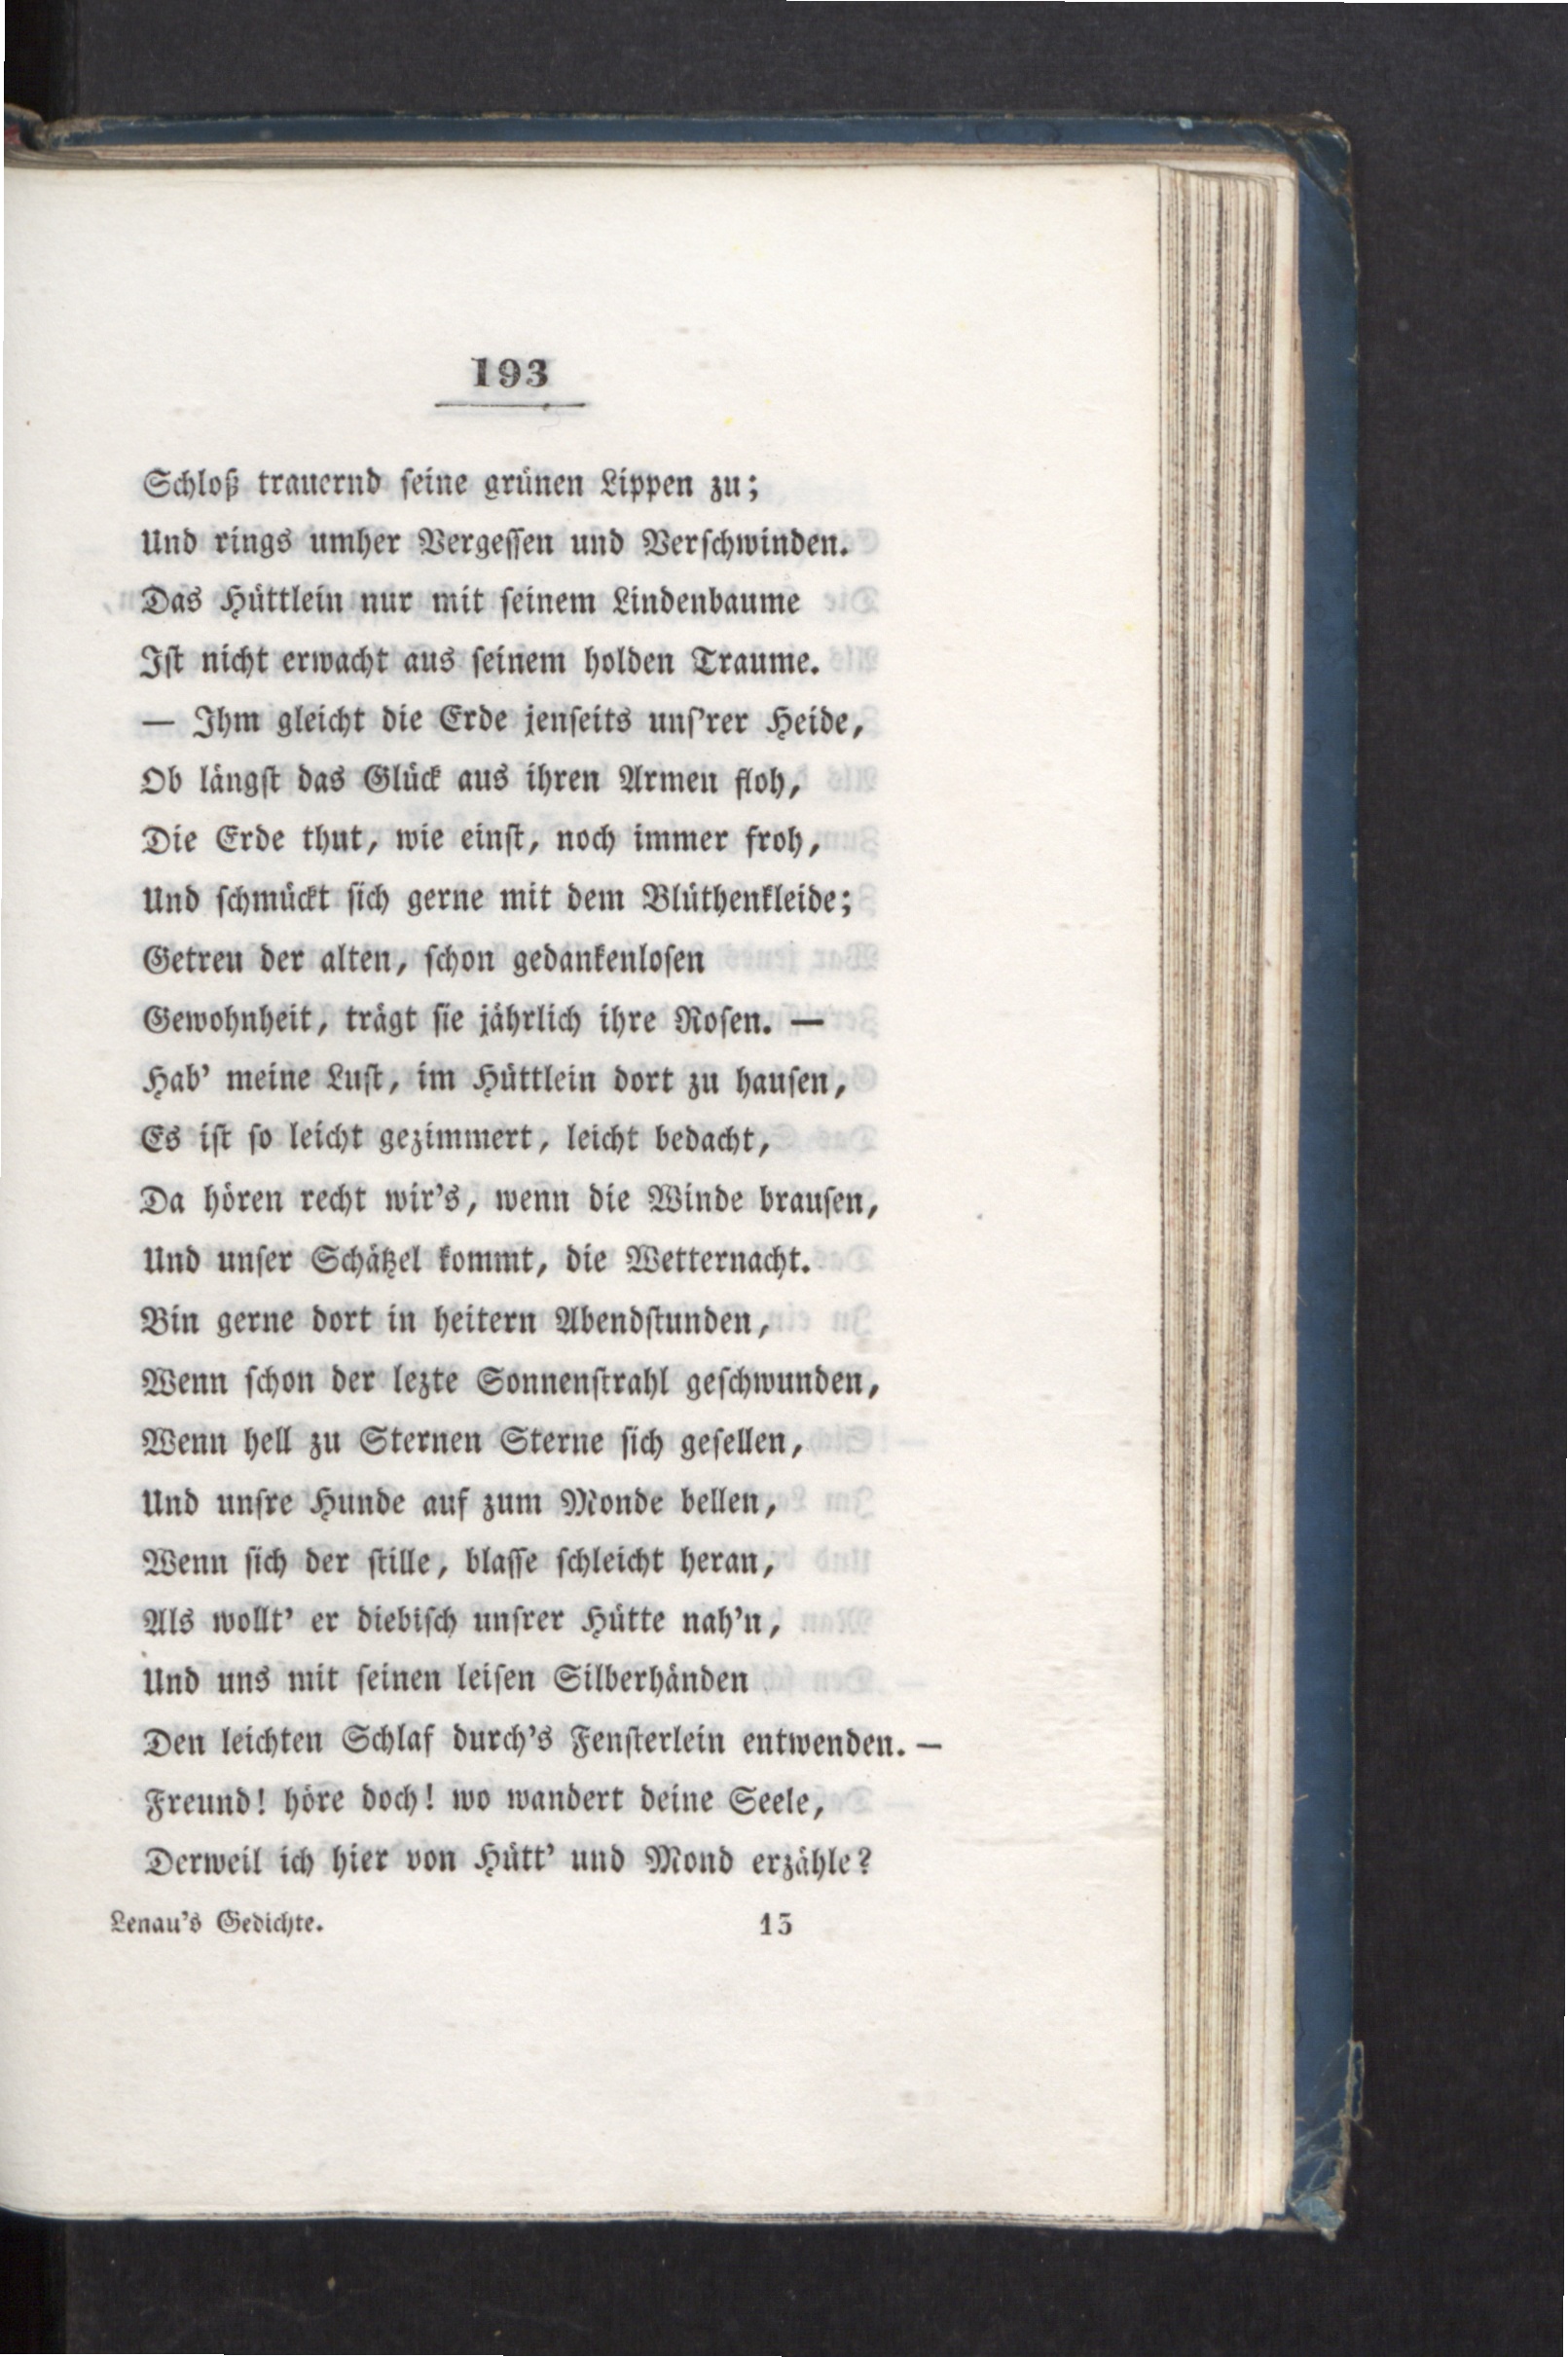 193
Schloß trauernd seine grünen Lippen zu;
Und rings umher Vergessen und Verschwinden.
Das Hüttlein nur mit seinem Lindenbaume
Ist nicht erwacht aus seinem holden Traume.
— Ihm gleicht die Erde jenseits uns'rer Heide,
Ob längst das Glück aus ihren Armen floh,
Die Erde thut, wie einst, noch immer froh,
Und schmückt sich gerne mit dem Blüthenkleide;
Getreu der alten, schon gedankenlosen
Gewohnheit, trägt sie jährlich ihre Rosen. —
Hab' meine Lust, im Hüttlein dort zu hausen,
Es ist so leicht gezimmert, leicht bedacht,
Da hören recht wir's, wenn die Winde brausen,
Und unser Schätzel kommt, die Wetternacht.
Bin gerne dort in heitern Abendstunden,
Wenn schon der lezte Sonnenstrahl geschwunden,
Wenn hell zu Sternen Sterne sich gesellen,
Und unsre Hunde auf zum Monde bellen,
Wenn sich der stille, blasse schleicht heran,
Als wollt' er diebisch unsrer Hütte nah'n,
Und uns mit seinen leisen Silberhänden
Den leichten Schlaf durch's Fensterlein entwenden. —
Freund! höre doch! wo wandert deine Seele,
Derweil ich hier von Hütt' und Mond erzähle?
Lenau's Gedichte. 13